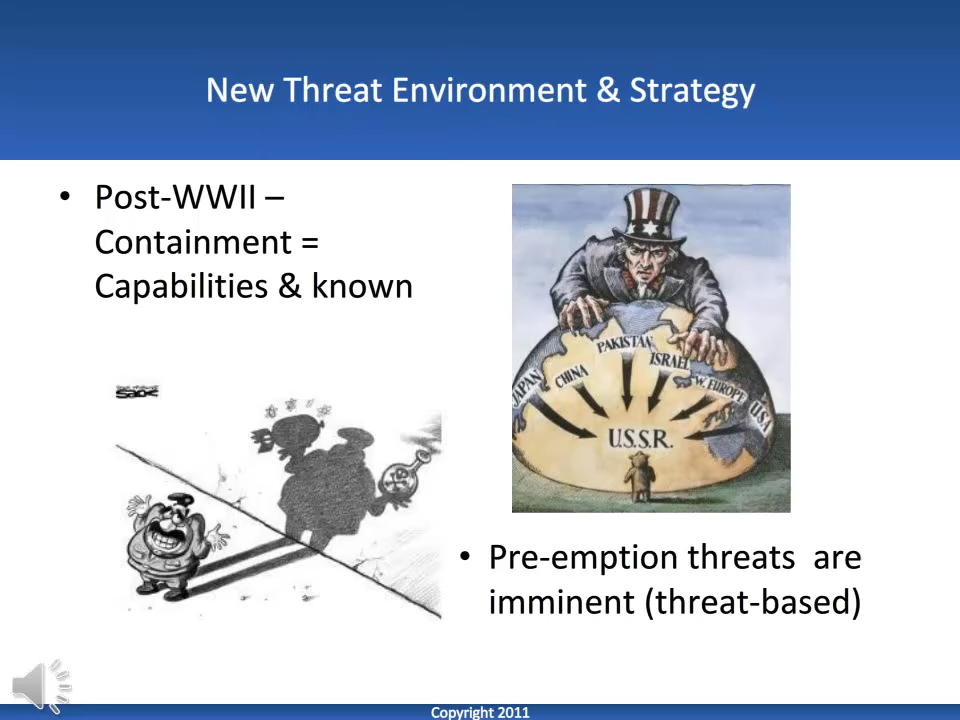 New Threat Environment & Strategy
• Post-WWII –
Containment =
Capabilities & known
PAKISTAN
ISRAEL
CHINA
JAPAN
W. EUROPE
USA
U.S.S.R.
• Pre-emption threats  are
imminent (threat-based)
Copyright 2011